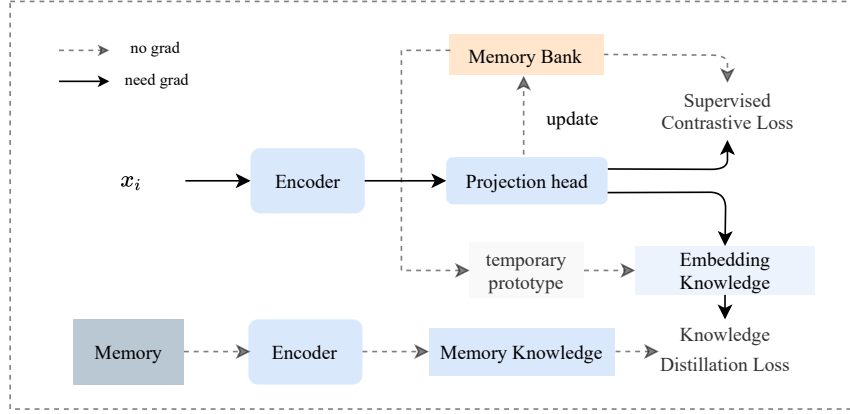 no grad
need grad
Memory Bank
update
Supervised
Contrastive Loss
x_i
Encoder
Projection head
temporary
prototype
Embedding
Knowledge
Memory
Encoder
Memory Knowledge
Knowledge
Distillation Loss